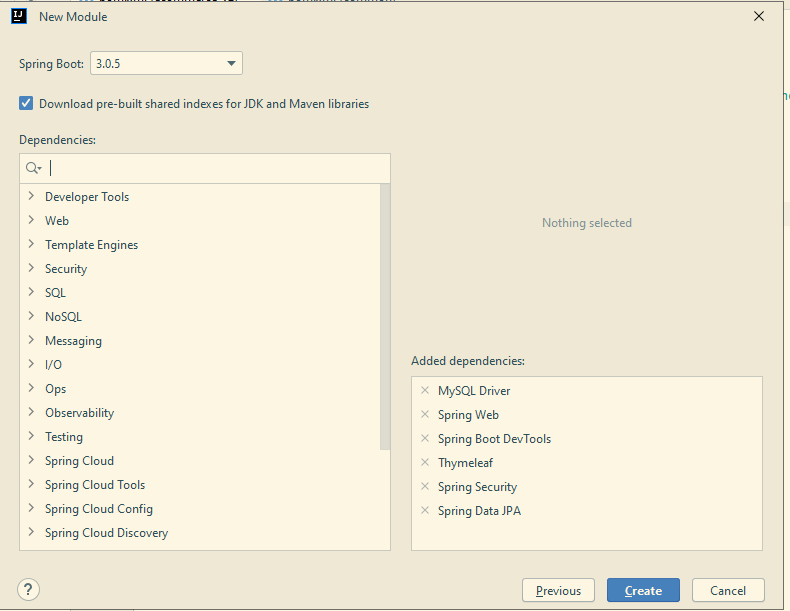 New Module
Spring Boot: 3.0.5
Download pre-built shared indexes for JDK and Maven libraries
Dependencies:
Developer Tools
Web
Template Engines
Security
SQL
NoSQL
Messaging
I/O
Ops
Observability
Testing
Spring Cloud
Spring Cloud Tools
Spring Cloud Config
Spring Cloud Discovery
Nothing selected
Added dependencies:
MySQL Driver
Spring Web
Spring Boot DevTools
Thymeleaf
Spring Security
Spring Data JPA
?
Previous
Create
Cancel